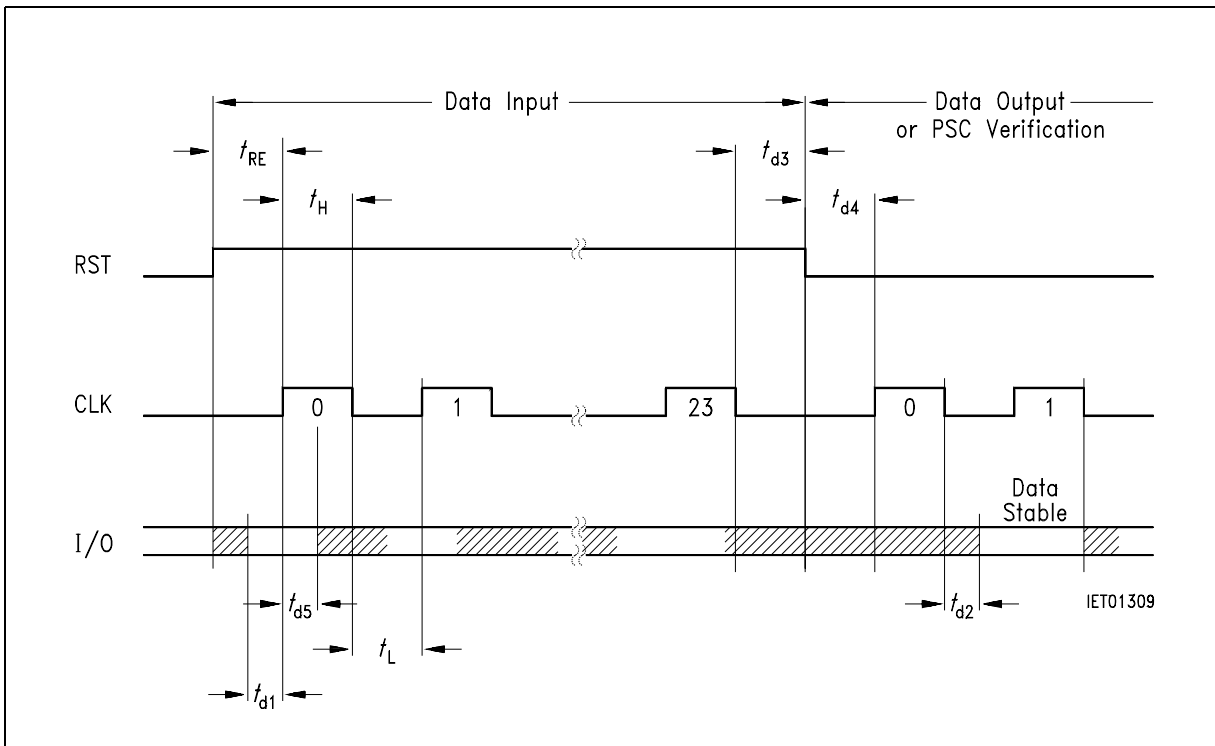 Data Input
Data Output
or PSC Verification
tRE
td3
tH
td4
RST
CLK
0
1
23
0
1
Data
Stable
I/O
td5
td2
IET01309
tL
td1